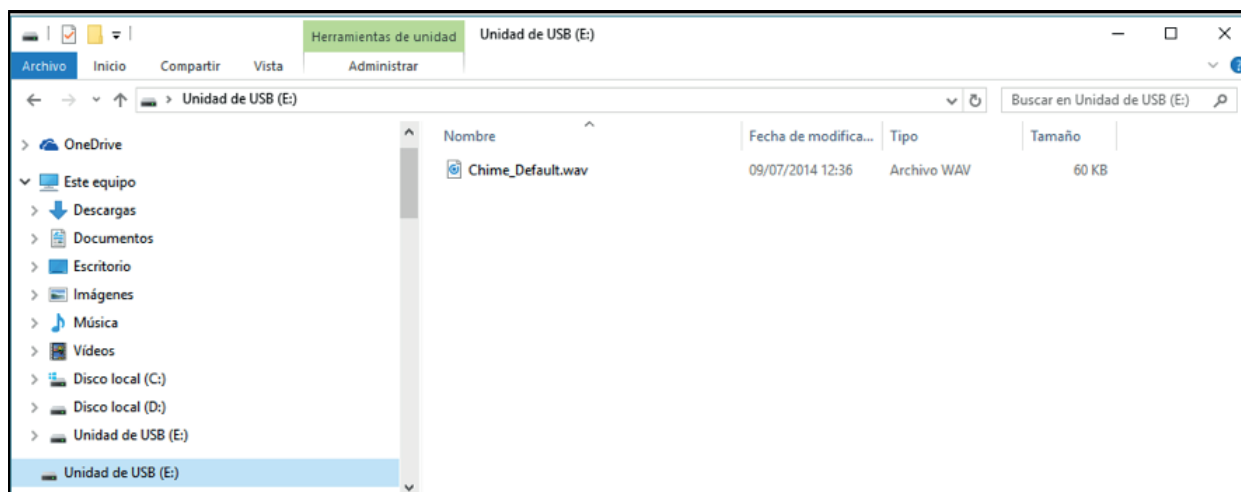 Herramientas de unidad Unidad de USB (E:)
Archivo Inicio Compartir Vista Administrar
Unidad de USB (E:) Buscar en Unidad de USB (E:)
OneDrive
Este equipo
Descargas
Documentos
Escritorio
Imágenes
Música
Vídeos
Disco local (C:)
Disco local (D:)
Unidad de USB (E:)
Unidad de USB (E:)
Nombre Fecha de modifica... Tipo Tamaño
Chime_Default.wav 09/07/2014 12:36 Archivo WAV 60 KB